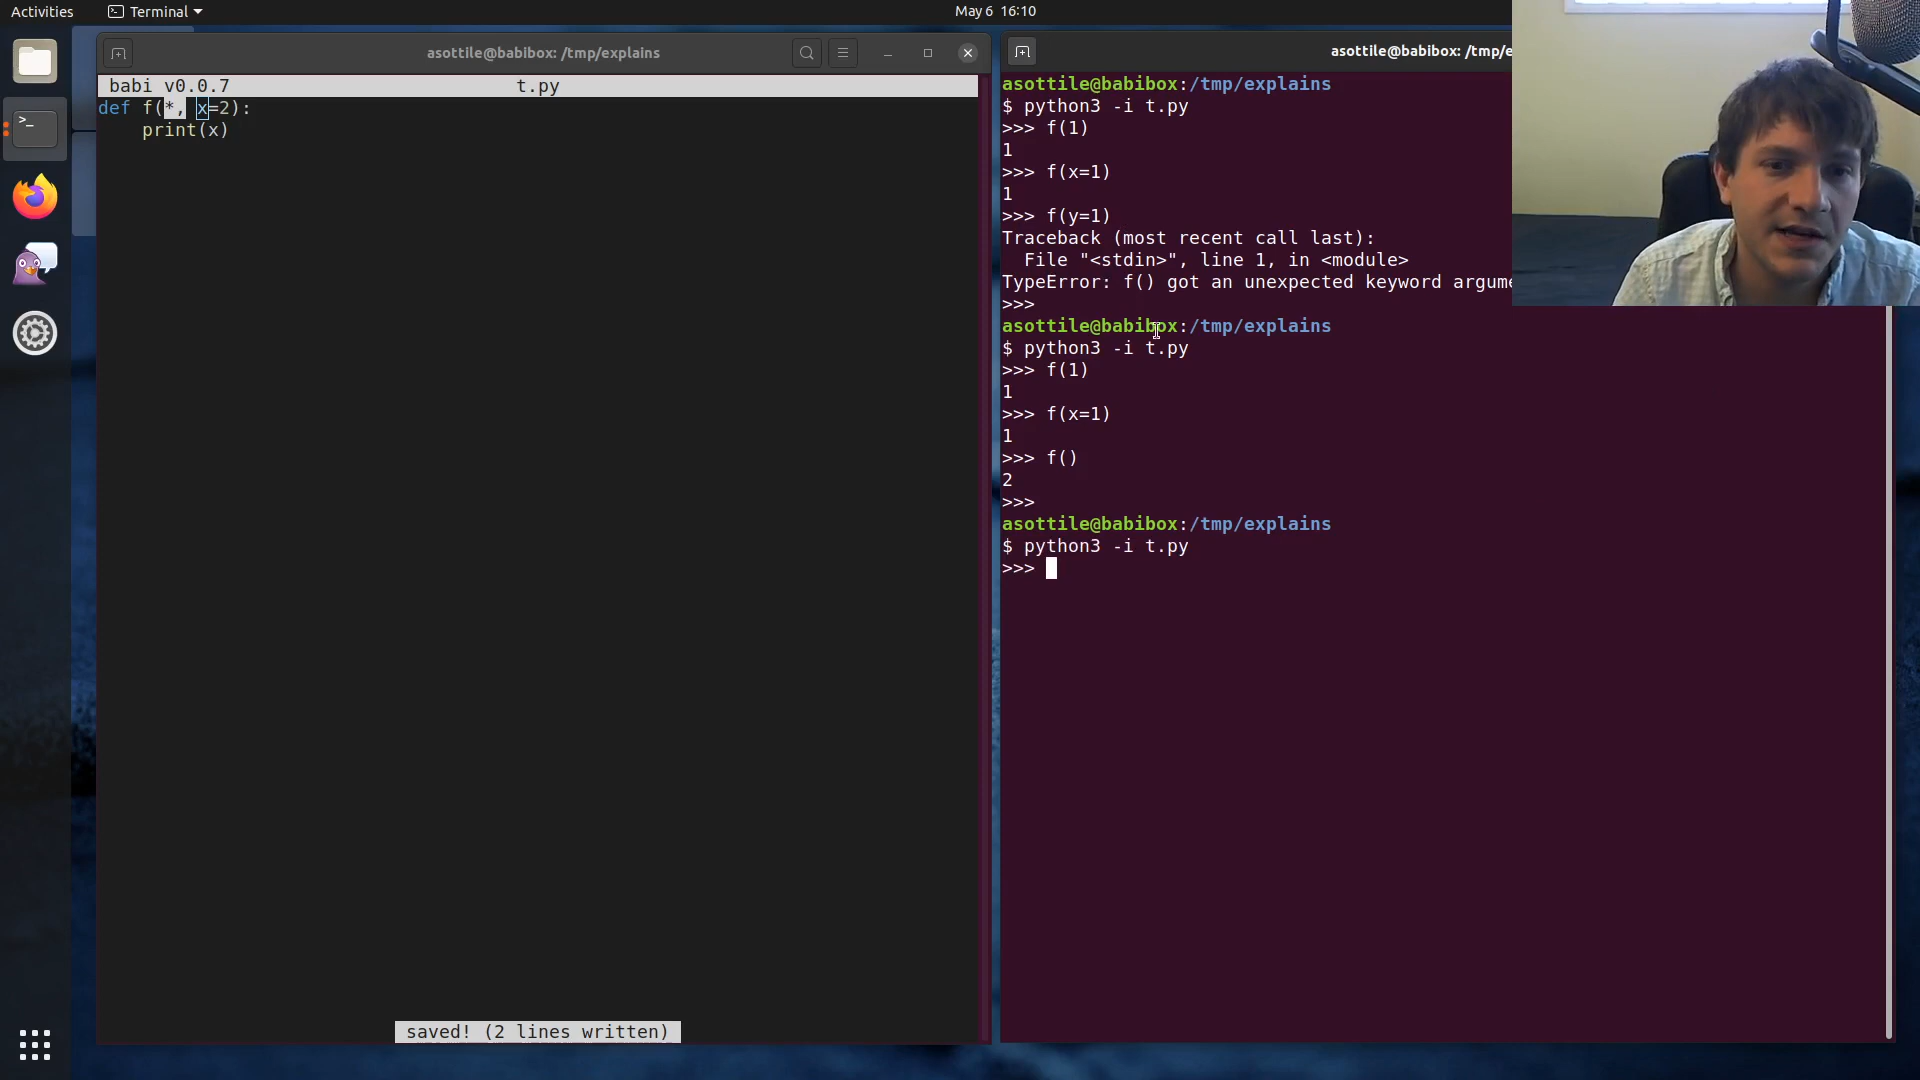 Activities
Terminal
May 6 16:10
asottile@babibox: /tmp/explains
babi v0.0.7 t.py
def f(*, x=2):
print(x)
saved! (2 lines written)
asottile@babibox: /tmp/e
asottile@babibox:/tmp/explains
$ python3 -i t.py
>>> f(1)
1
>>> f(x=1)
1
>>> f(y=1)
Traceback (most recent call last):
File "<stdin>", line 1, in <module>
TypeError: f() got an unexpected keyword argume
>>>
asottile@babibox:/tmp/explains
$ python3 -i t.py
>>> f(1)
1
>>> f(x=1)
1
>>> f()
2
>>>
asottile@babibox:/tmp/explains
$ python3 -i t.py
>>>